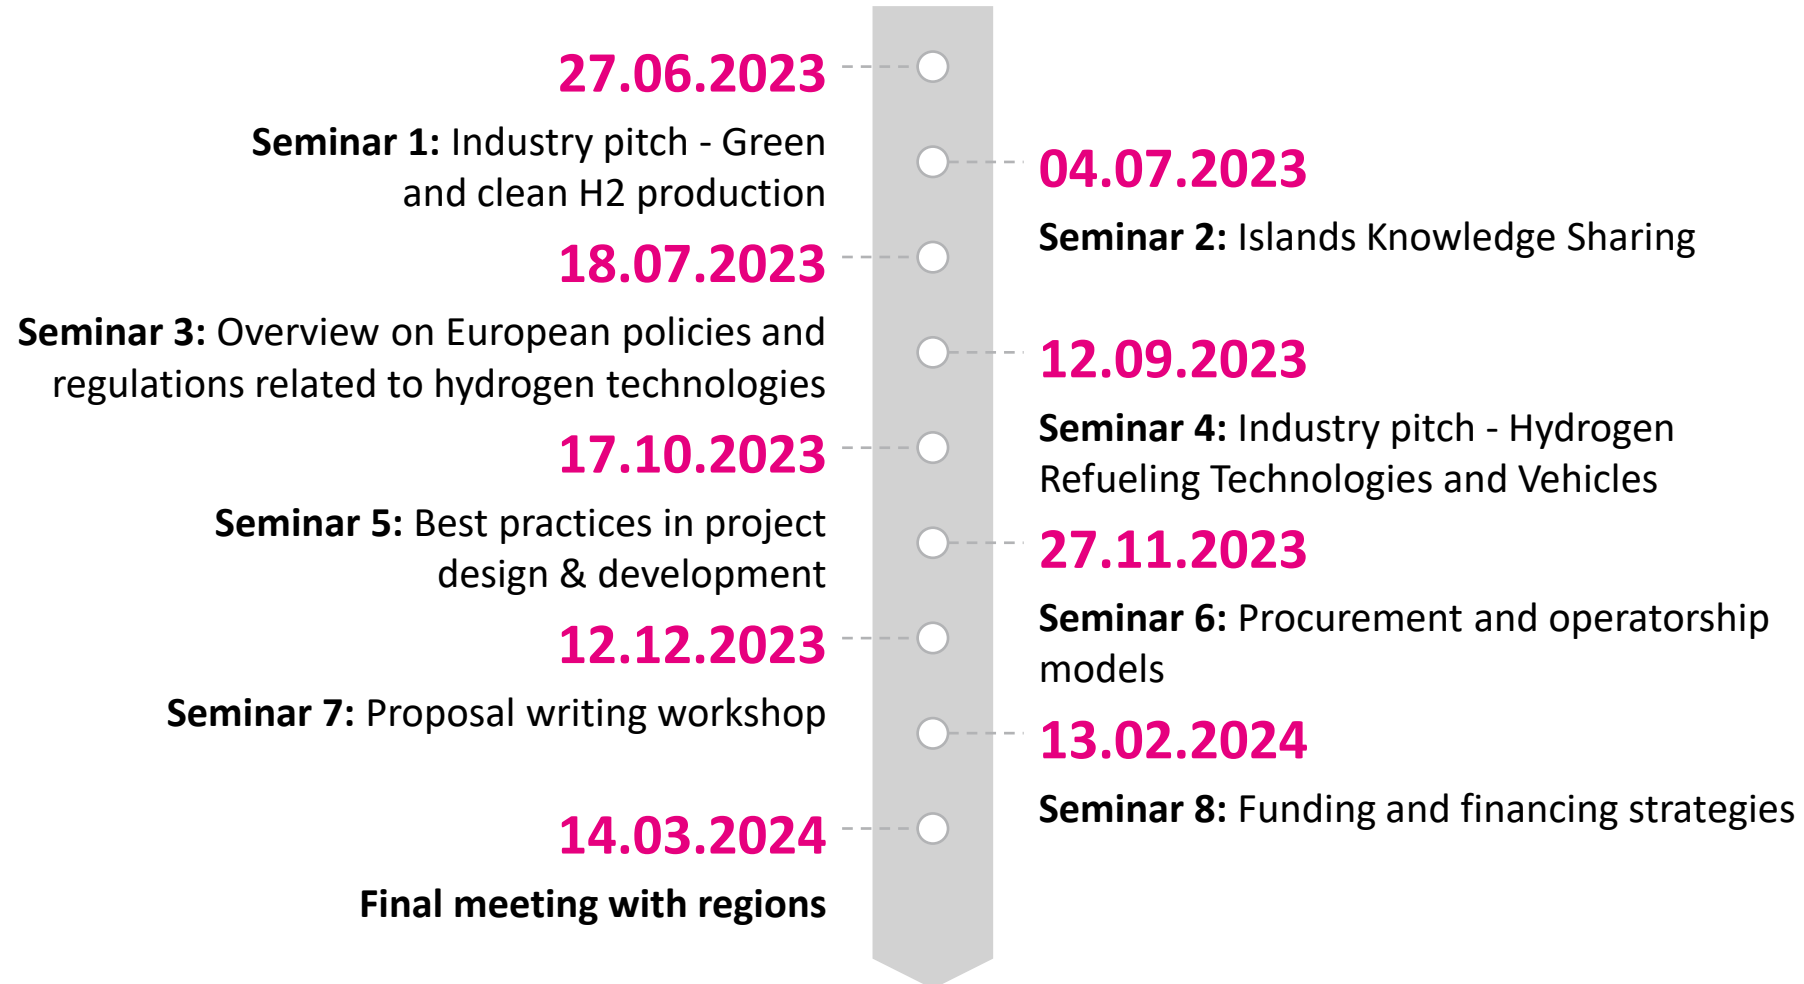 27.06.2023
Seminar 1: Industry pitch - Green
and clean H2 production
04.07.2023
Seminar 2: Islands Knowledge Sharing
18.07.2023
Seminar 3: Overview on European policies and
regulations related to hydrogen technologies
12.09.2023
Seminar 4: Industry pitch - Hydrogen
Refueling Technologies and Vehicles
17.10.2023
Seminar 5: Best practices in project
design & development
27.11.2023
Seminar 6: Procurement and operatorship
models
12.12.2023
Seminar 7: Proposal writing workshop
13.02.2024
Seminar 8: Funding and financing strategies
14.03.2024
Final meeting with regions